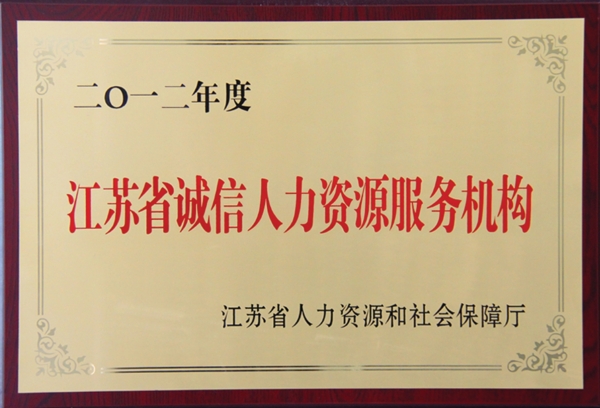 二〇一二年度
江苏省诚信人力资源服务机构
江苏省人力资源和社会保障厅